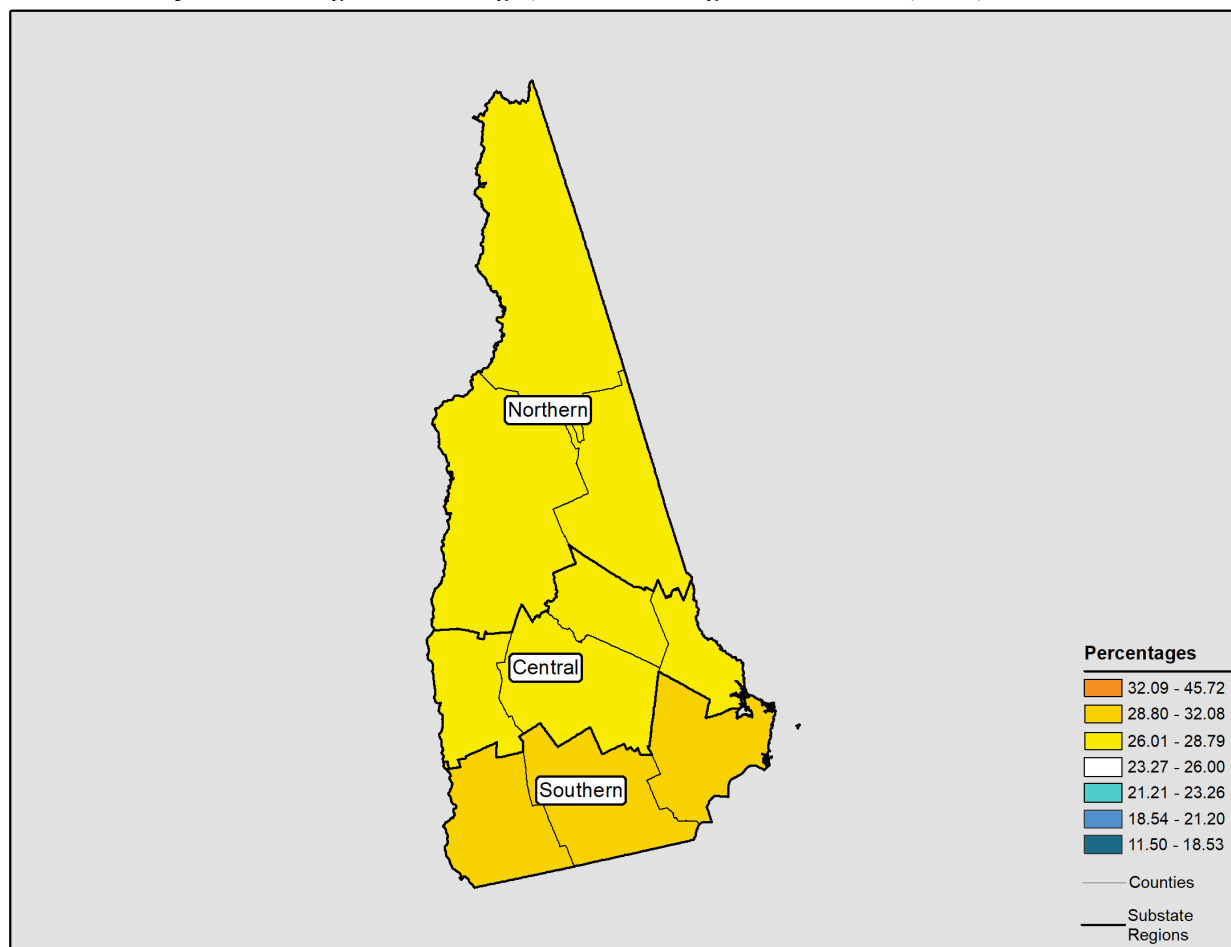 Northern
Central
Southern
Percentages
32.09 - 45.72
28.80 - 32.08
26.01 - 28.79
23.27 - 26.00
21.21 - 23.26
18.54 - 21.20
11.50 - 18.53
Counties
Substate
Regions